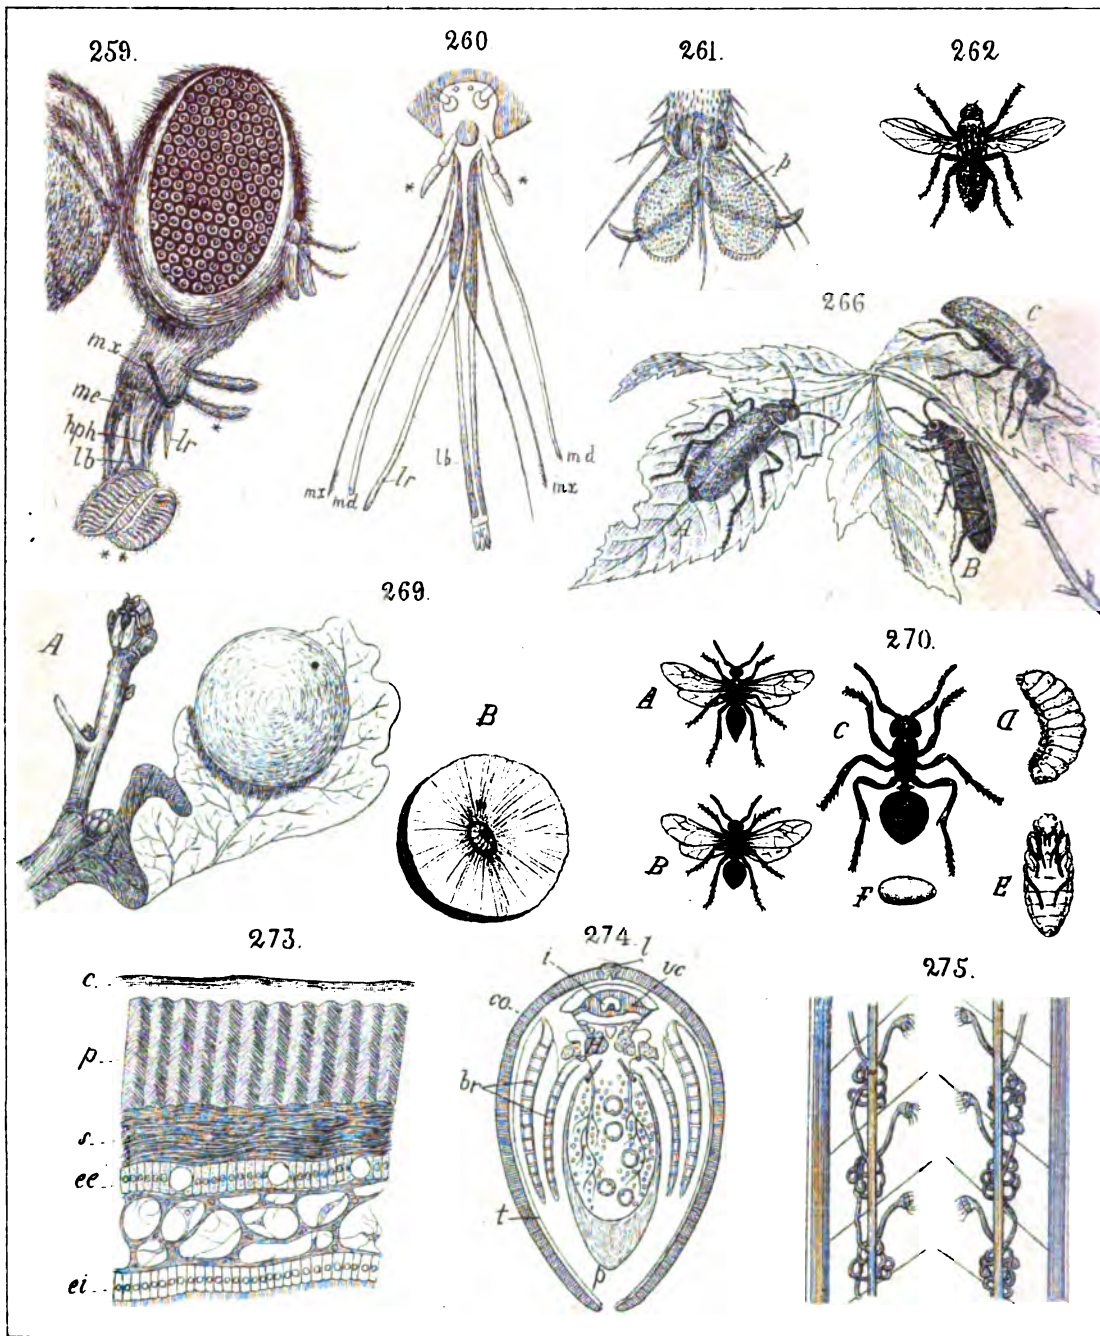 259.
260
261.
262
p
266
C
A
B
mx
me
hph
lb
lr
*
* *
*
*
mx
md
lr
lb
md
mx
269.
A
B
270.
A
B
C
D
E
F
273.
c.
p.
s.
ee
ei
274.
i
l
vc
co.
H
br
t
p
275.